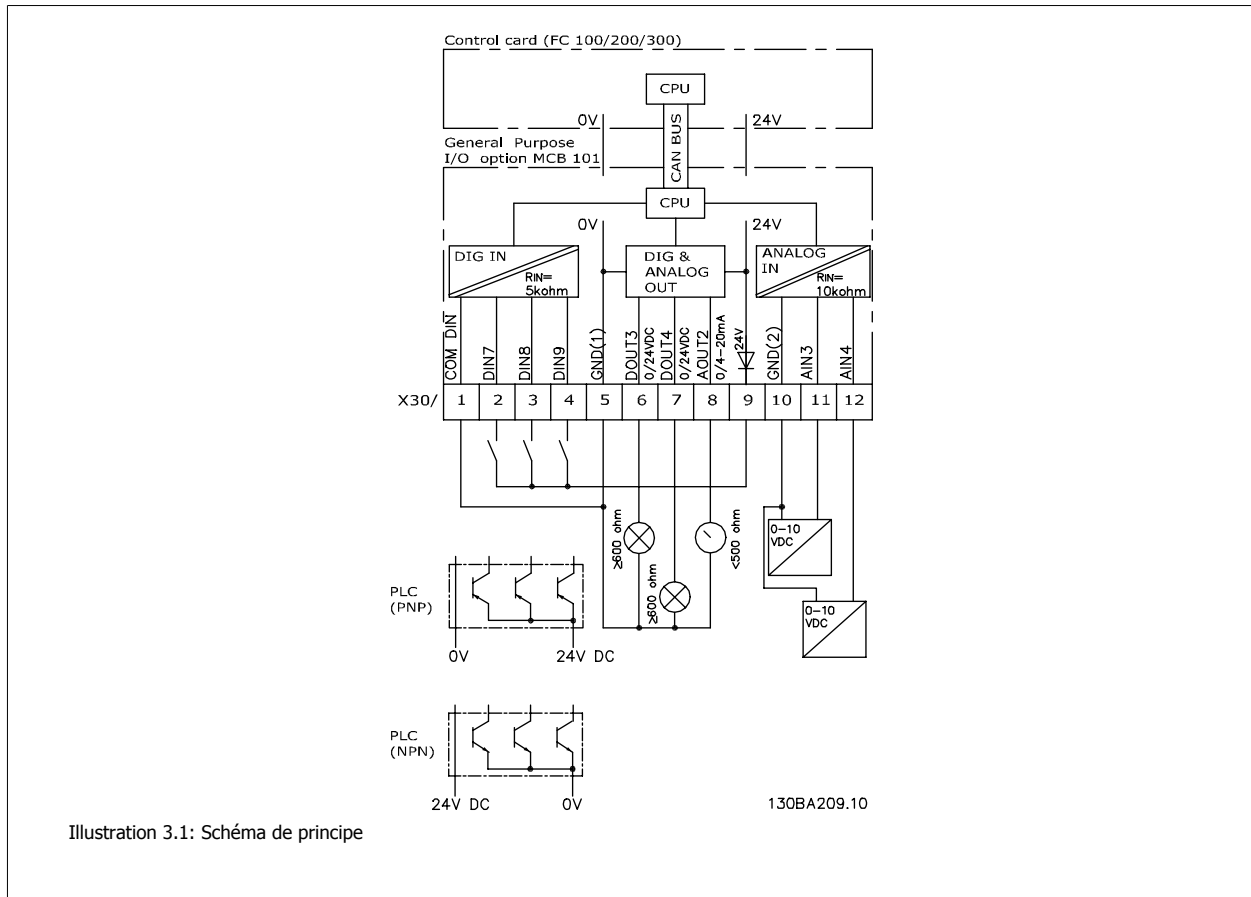 Control card (FC 100/200/300)
CPU
0V
24V
CAN BUS
General Purpose
I/O option MCB 101
CPU
0V
24V
DIG IN
RIN=
5kohm
DIG &
ANALOG
OUT
ANALOG
IN
RIN=
10kohm
COM DIN
DIN7
DIN8
DIN9
GND(1)
DOUT3
0/24VDC
DOUT4
0/24VDC
AOUT2
0/4-20mA
24V
GND(2)
AIN3
AIN4
X30/ 1 2 3 4 5 6 7 8 9 10 11 12
≥600 ohm
≥600 ohm
<500 ohm
0-10
VDC
0-10
VDC
PLC
(PNP)
0V
24V DC
PLC
(NPN)
24V DC
0V
130BA209.10
Illustration 3.1: Schéma de principe